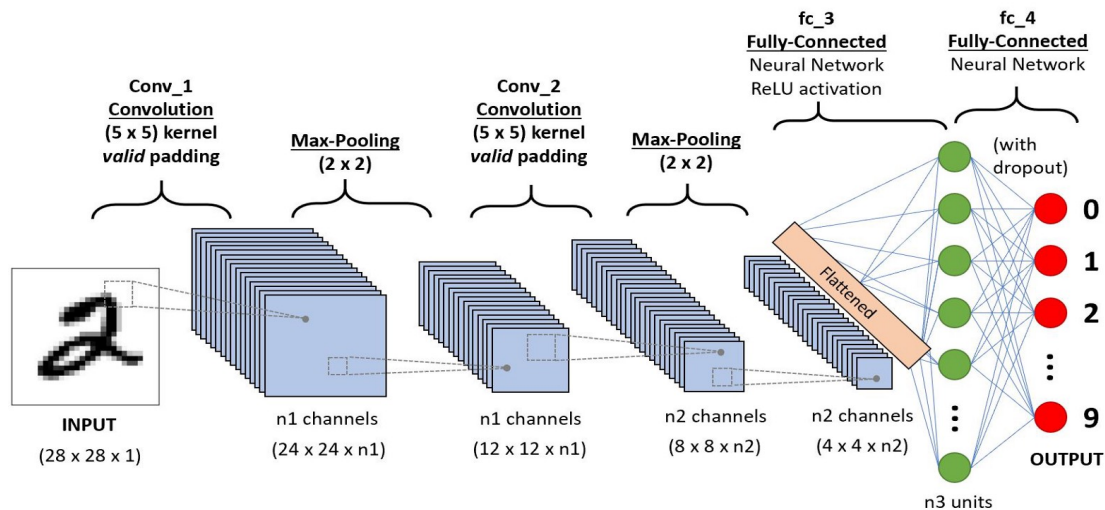 Conv_1
Convolution
(5 x 5) kernel
valid padding
Max-Pooling
(2 x 2)
Conv_2
Convolution
(5 x 5) kernel
valid padding
Max-Pooling
(2 x 2)
fc_3
Fully-Connected
Neural Network
ReLU activation
fc_4
Fully-Connected
Neural Network
(with
dropout)
Flattened
0
1
2
9
OUTPUT
INPUT
(28 x 28 x 1)
n1 channels
(24 x 24 x n1)
n1 channels
(12 x 12 x n1)
n2 channels
(8 x 8 x n2)
n2 channels
(4 x 4 x n2)
n3 units